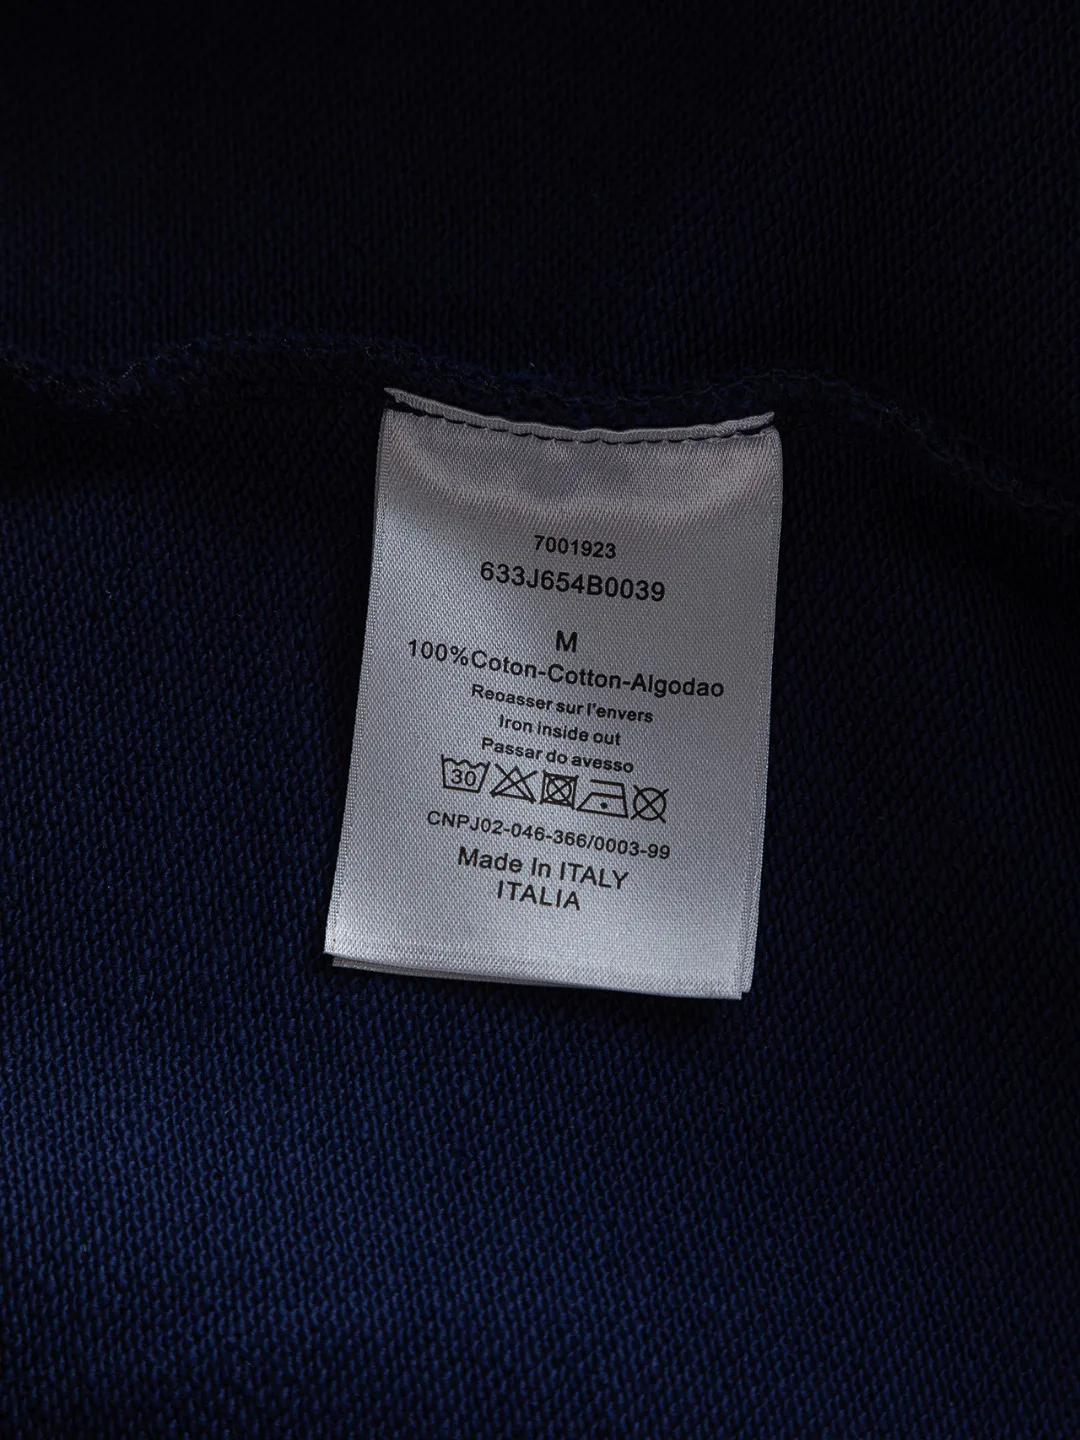 7001923
633J654B0039
M
100%Coton-Cotton-Algodao
Reoasser sur l'envers
Iron inside out
Passar do avesso
30
CNPJ02-046-366/0003-99
Made In ITALY
ITALIA